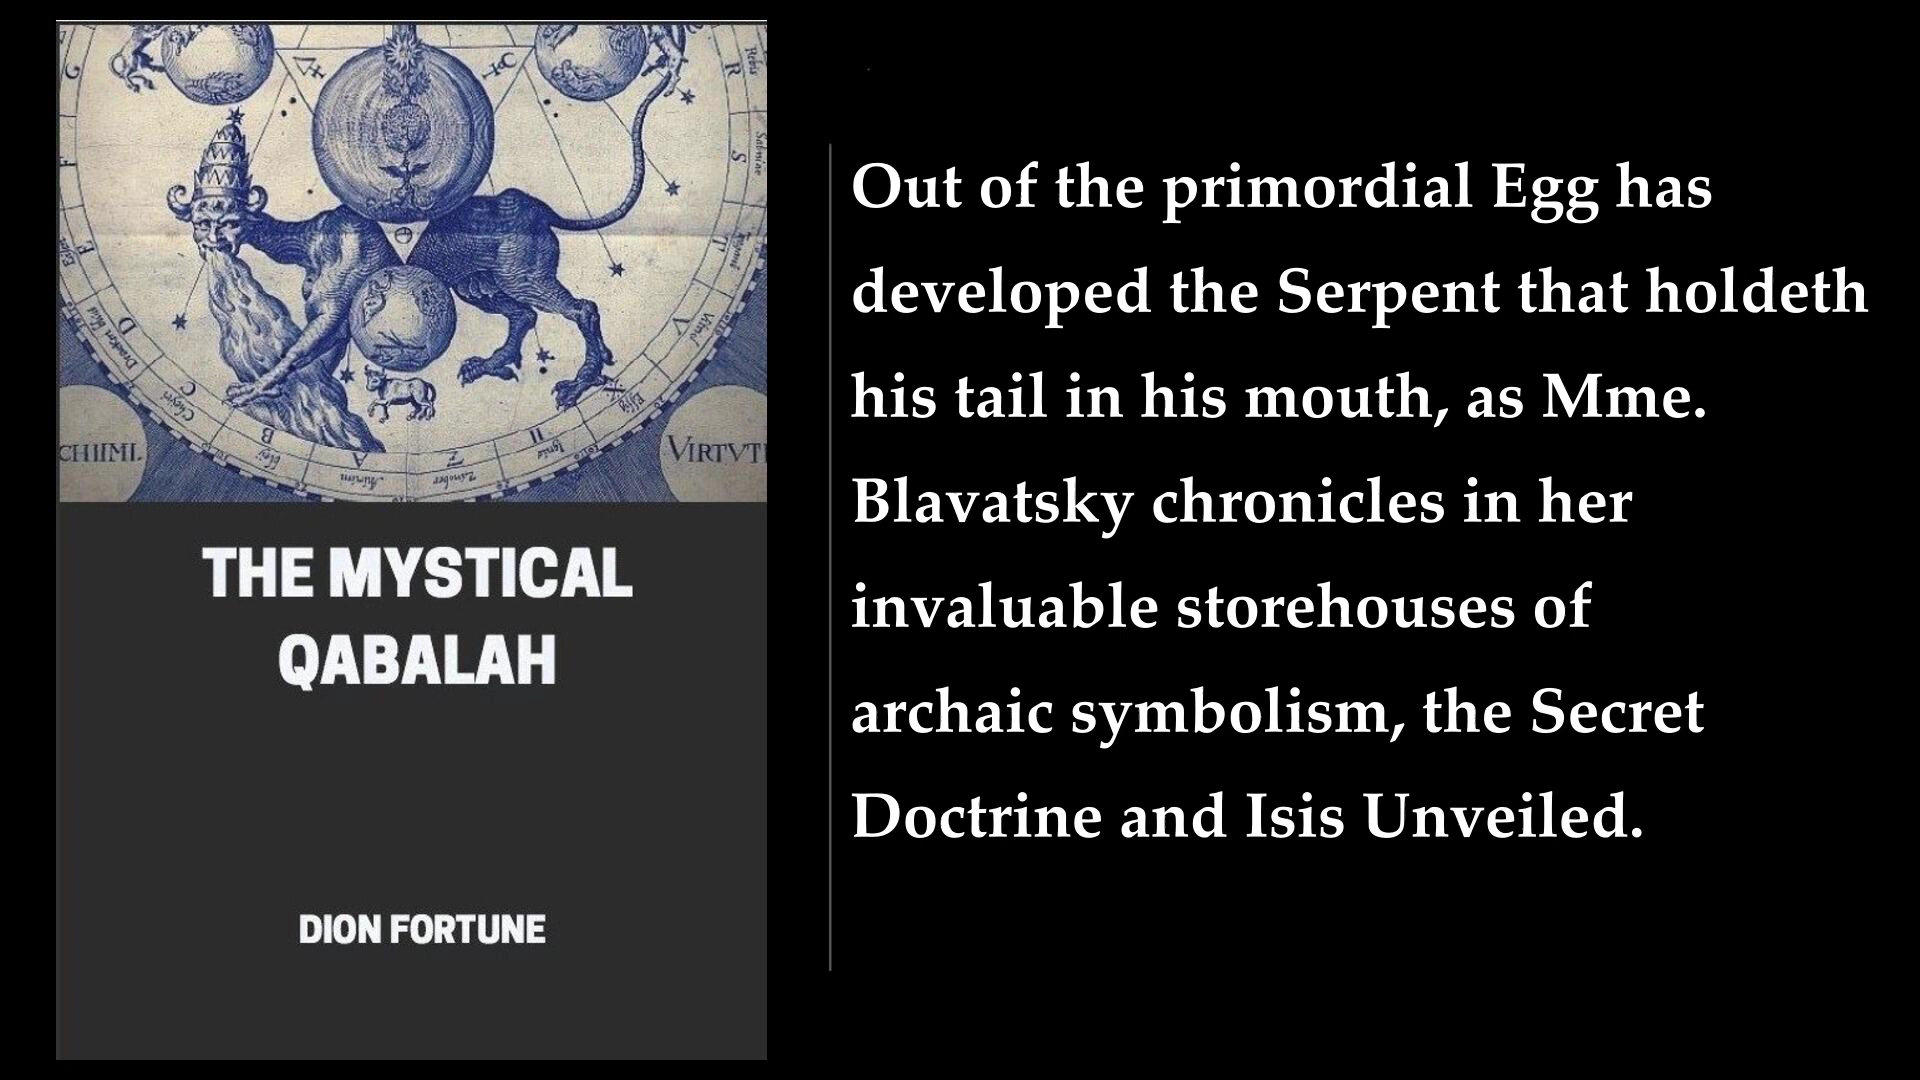 CHIIMI.
VIRTVTI
THE MYSTICAL
QABALAH
DION FORTUNE
Out of the primordial Egg has
developed the Serpent that holdeth
his tail in his mouth, as Mme.
Blavatsky chronicles in her
invaluable storehouses of
archaic symbolism, the Secret
Doctrine and Isis Unveiled.